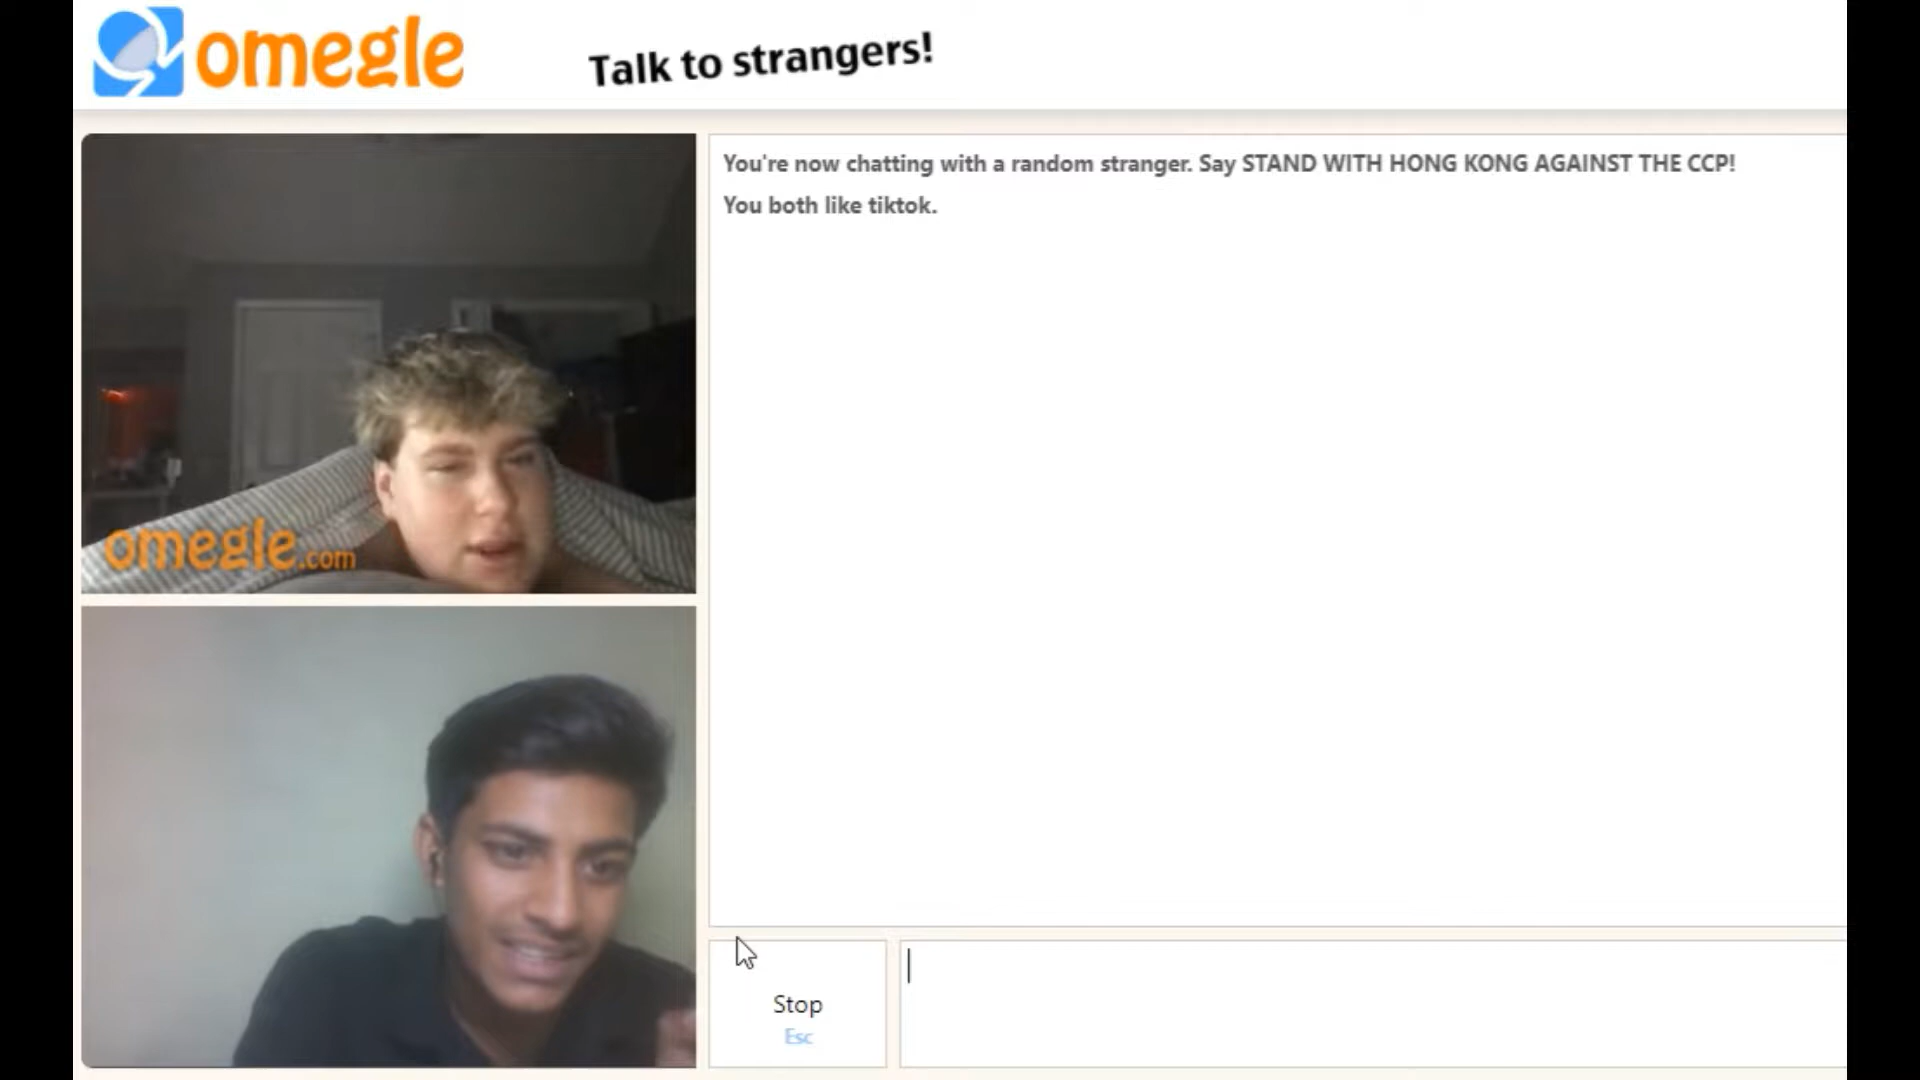 omegle
Talk to strangers!
You're now chatting with a random stranger. Say STAND WITH HONG KONG AGAINST THE CCP!
You both like tiktok.
omegle.com
Stop
Esc